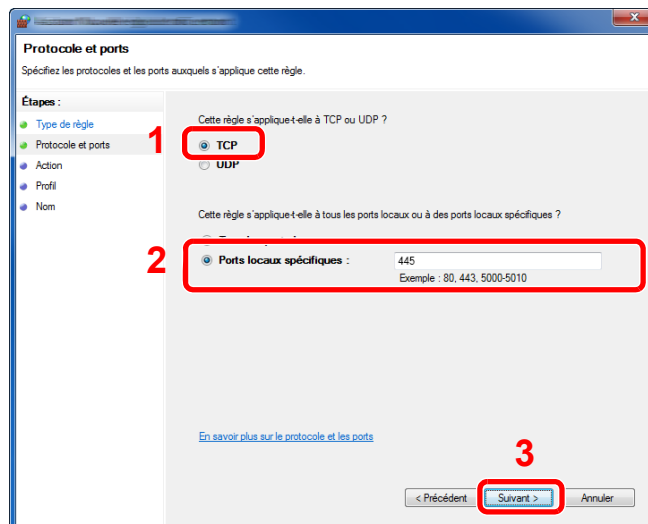 Protocole et ports
Spécifiez les protocoles et les ports auxquels s'applique cette règle.
Étapes :
Type de règle
Protocole et ports
Action
Profil
Nom
Cette règle s'applique-t-elle à TCP ou UDP ?
1
TCP
UDP
Cette règle s'applique-t-elle à tous les ports locaux ou à des ports locaux spécifiques ?
2
Ports locaux spécifiques :
445
Exemple : 80, 443, 5000-5010
En savoir plus sur le protocole et les ports
3
< Précédent
Suivant >
Annuler